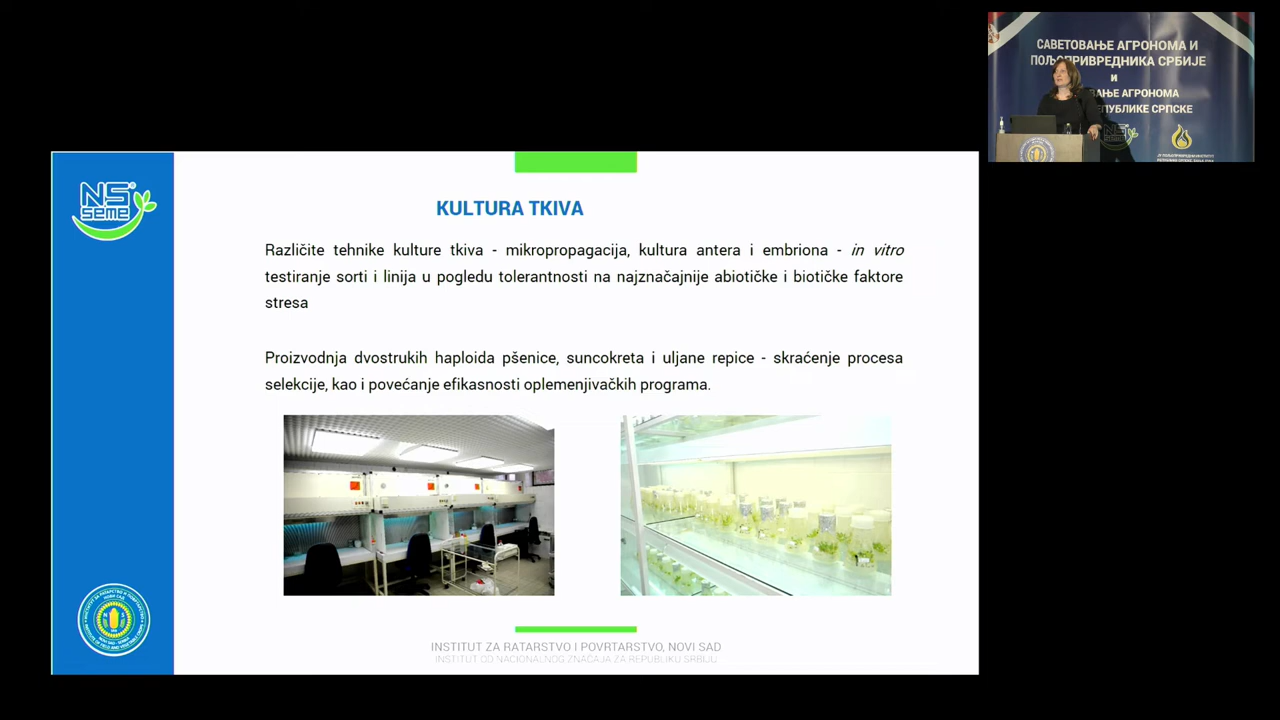 САВЕТОВАЊЕ АГРОНОМА И
ПОЉОПРИВРЕДНИКА СРБИЈЕ
И
АЊЕ АГРОНОМА
ЕПУБЛИКЕ СРПСКЕ
NS
seme
KULTURA TKIVA
Različite tehnike kulture tkiva - mikropropagacija, kultura antera i embriona - in vitro
testiranje sorti i linija u pogledu tolerantnosti na najznačajnije abiotičke i biotičke faktore
stresa
Proizvodnja dvostrukih haploida pšenice, suncokreta i uljane repice - skraćenje procesa
selekcije, kao i povećanje efikasnosti oplemenjivačkih programa.
INSTITUT ZA RATARSTVO I POVRTARSTVO, NOVI SAD
INSTITUT OD NACIONALNOG ZNAČAJA ZA REPUBLIKU SRBIJU